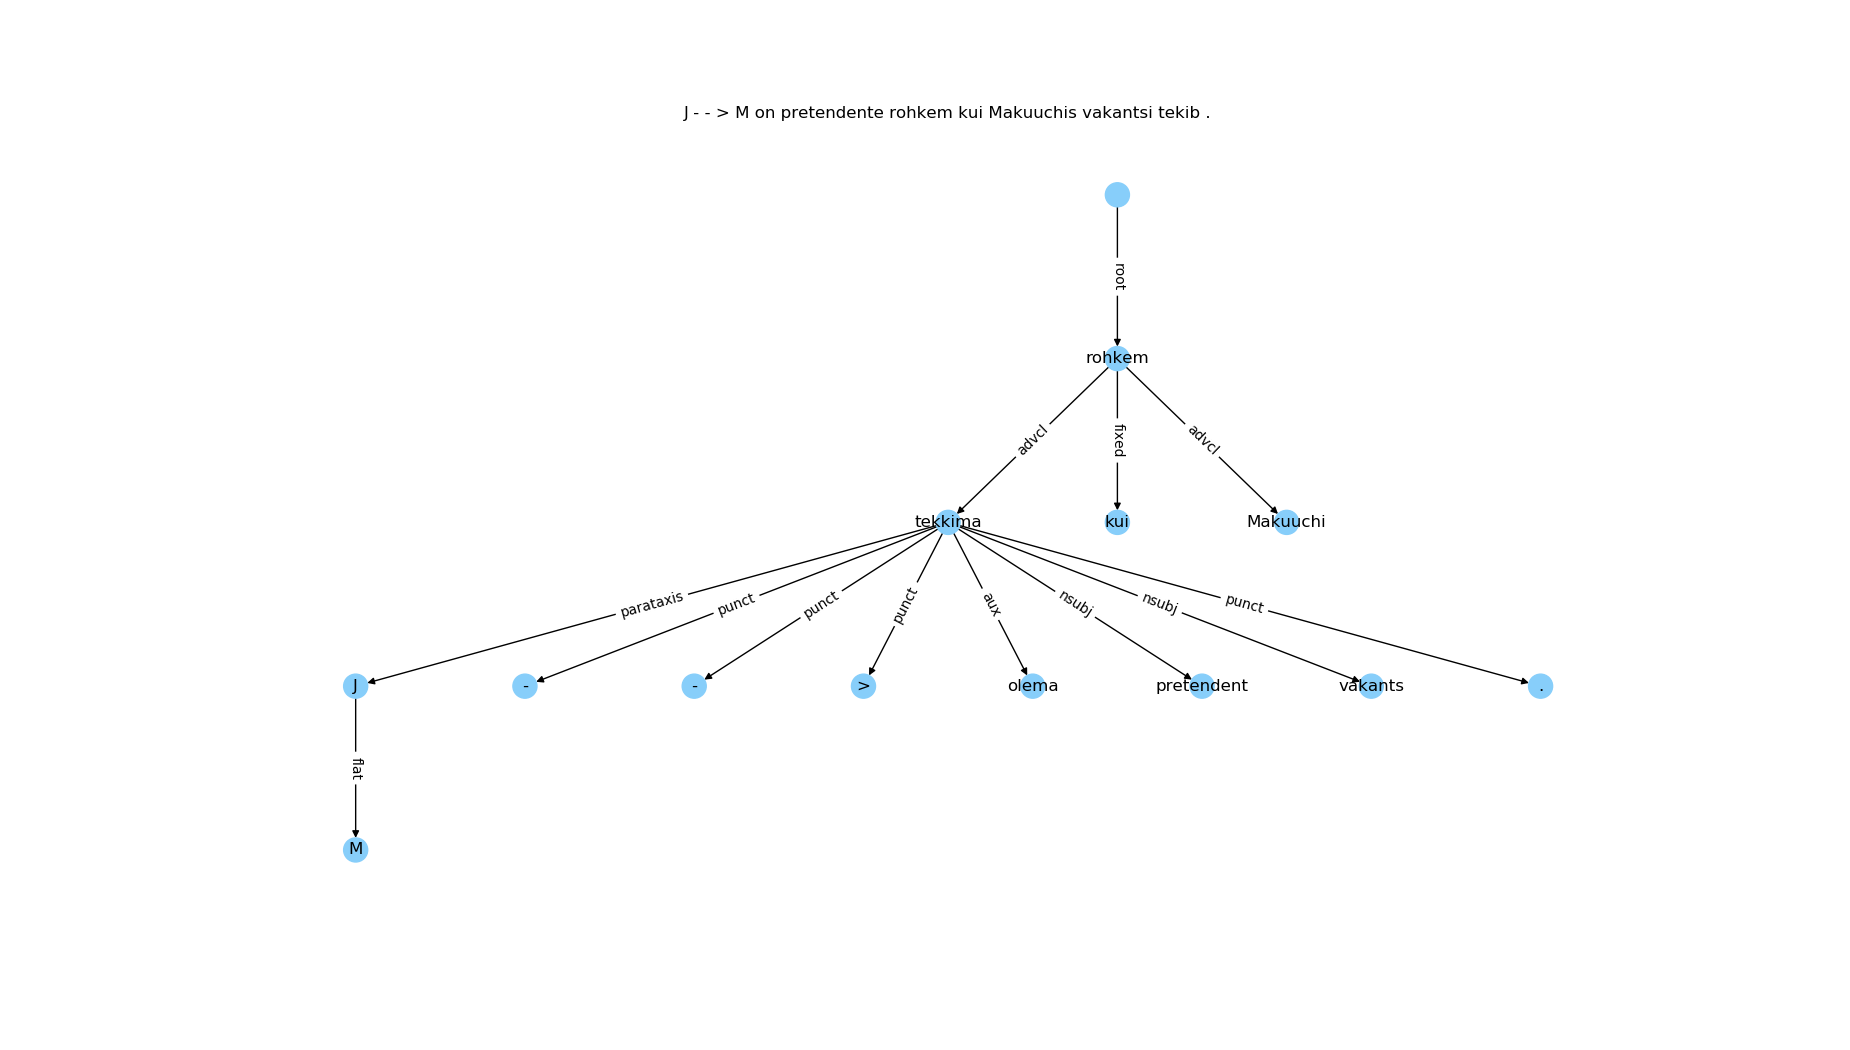 J - - > M on pretendente rohkem kui Makuuchis vakantsi tekib .
root
rohkem
advcl fixed advcl
tekkima kui Makuuchi
parataxis punct punct punct aux nsubj nsubj punct
J - - > olema pretendent vakants .
flat
M